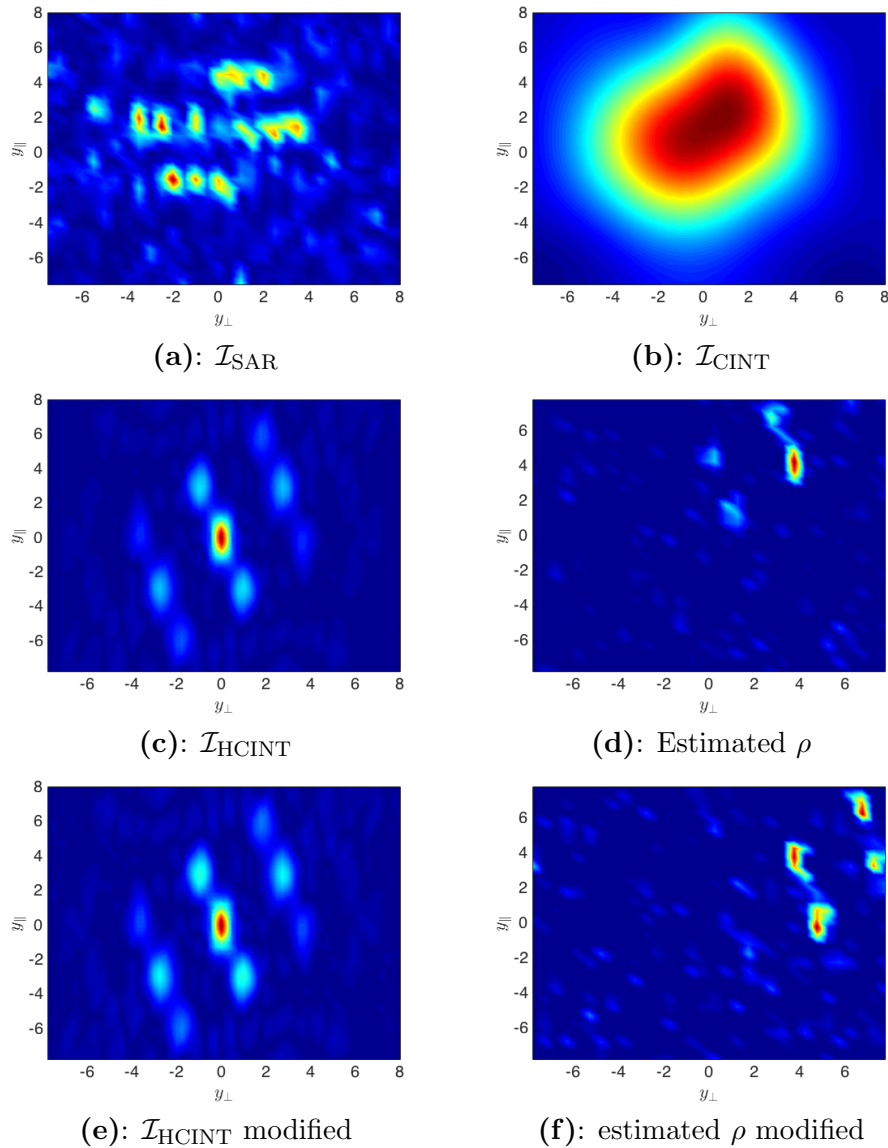 8
6
4
2
0
-2
-4
-6
y∥
-6 -4 -2 0 2 4 6 8
y⊥
(a): I_SAR
8
6
4
2
0
-2
-4
-6
y∥
-6 -4 -2 0 2 4 6 8
y⊥
(b): I_CINT
8
6
4
2
0
-2
-4
-6
y∥
-6 -4 -2 0 2 4 6 8
y⊥
(c): I_HCINT
6
4
2
0
-2
-4
-6
y∥
-6 -4 -2 0 2 4 6
y⊥
(d): Estimated ρ
8
6
4
2
0
-2
-4
-6
y∥
-6 -4 -2 0 2 4 6 8
y⊥
(e): I_HCINT modified
6
4
2
0
-2
-4
-6
y∥
-6 -4 -2 0 2 4 6
y⊥
(f): estimated ρ modified